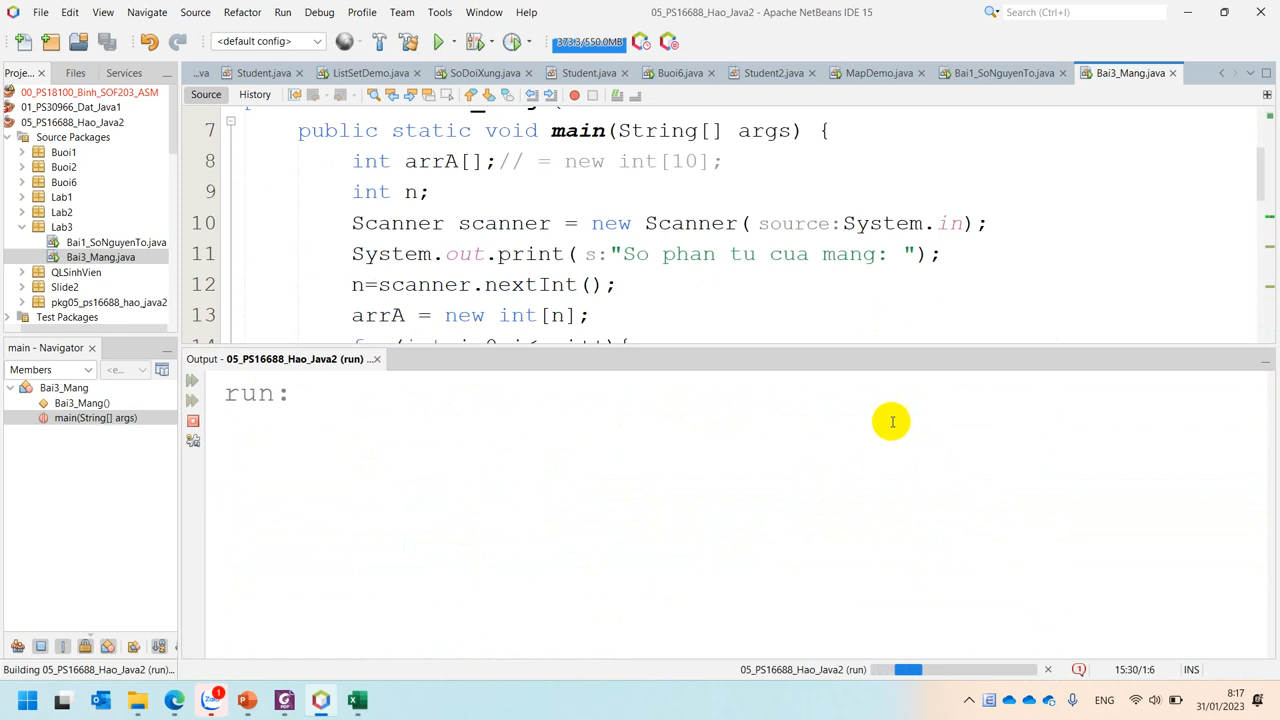 File Edit View Navigate Source Refactor Run Debug Profile Team Tools Window Help 05_PS16688_Hao_Java2 - Apache NetBeans IDE 15 Search (Ctrl+I)
<default config> 373.3/550.0MB
Proje... Files Services
...va Student.java ListSetDemo.java SoDoiXung.java Student.java Buoi6.java Student2.java MapDemo.java Bai1_SoNguyenTo.java Bai3_Mang.java
Source History
00_PS18100_Binh_SOF203_ASM
01_PS30966_Dat_Java1
05_PS16688_Hao_Java2
Source Packages
Buoi1
Buoi2
Buoi6
Lab1
Lab2
Lab3
Bai1_SoNguyenTo.java
Bai3_Mang.java
QLSinhVien
Slide2
pkg05_ps16688_hao_java2
Test Packages
7 public static void main(String[] args) {
8 int arrA[];// = new int[10];
9 int n;
10 Scanner scanner = new Scanner(source:System.in);
11 System.out.print(s:"So phan tu cua mang: ");
12 n=scanner.nextInt();
13 arrA = new int[n];
main - Navigator
Members <e...
Bai3_Mang
Bai3_Mang()
main(String[] args)
Output - 05_PS16688_Hao_Java2 (run) ...
run:
Building 05_PS16688_Hao_Java2 (run)... 05_PS16688_Hao_Java2 (run) 15:30/1:6 INS
Zalo 1 ENG 8:17
31/01/2023